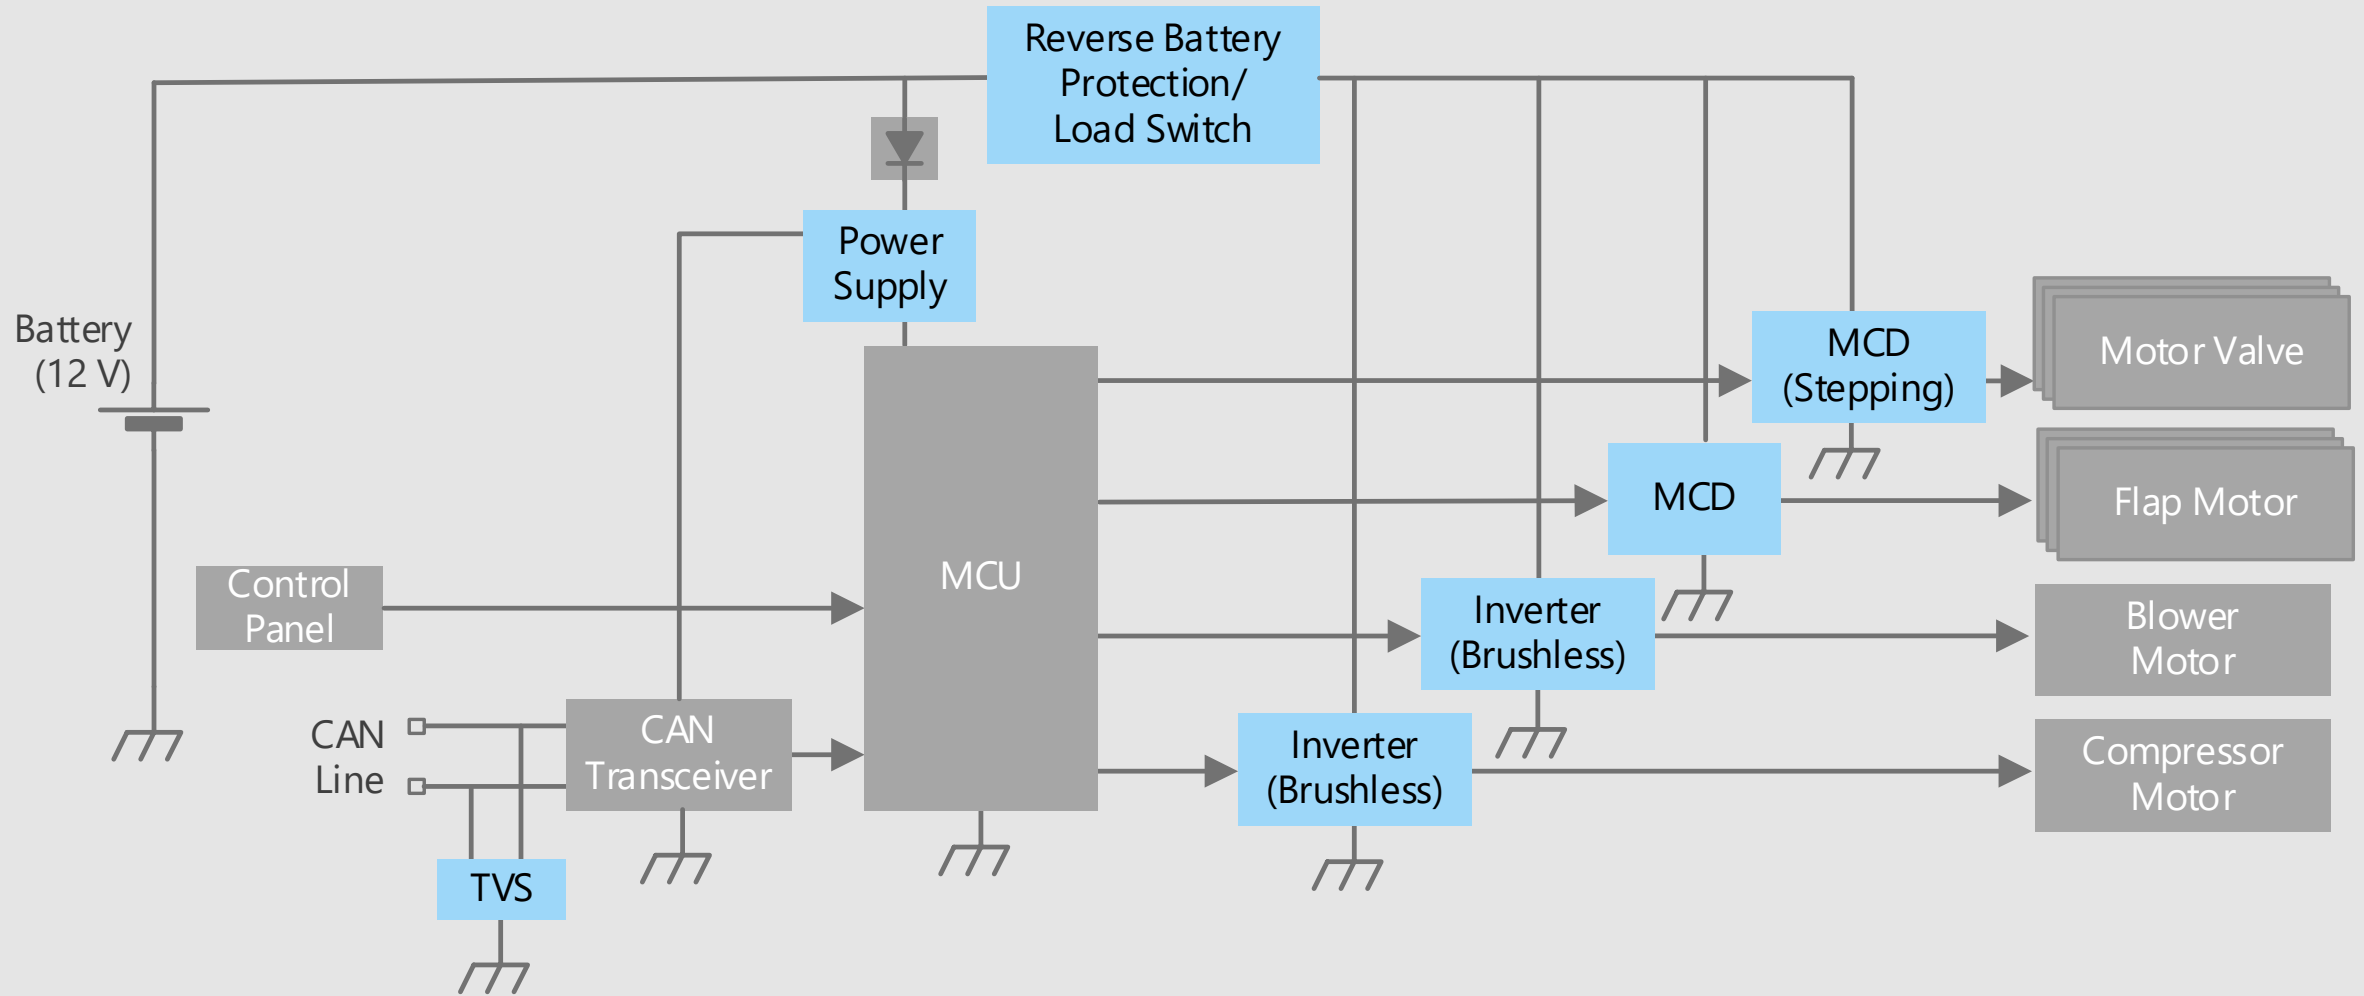 Reverse Battery
Protection/
Load Switch
Power
Supply
Battery
(12 V)
MCD
(Stepping)
Motor Valve
MCD
Flap Motor
MCU
Control
Panel
Inverter
(Brushless)
Blower
Motor
CAN
Line
CAN
Transceiver
Inverter
(Brushless)
Compressor
Motor
TVS